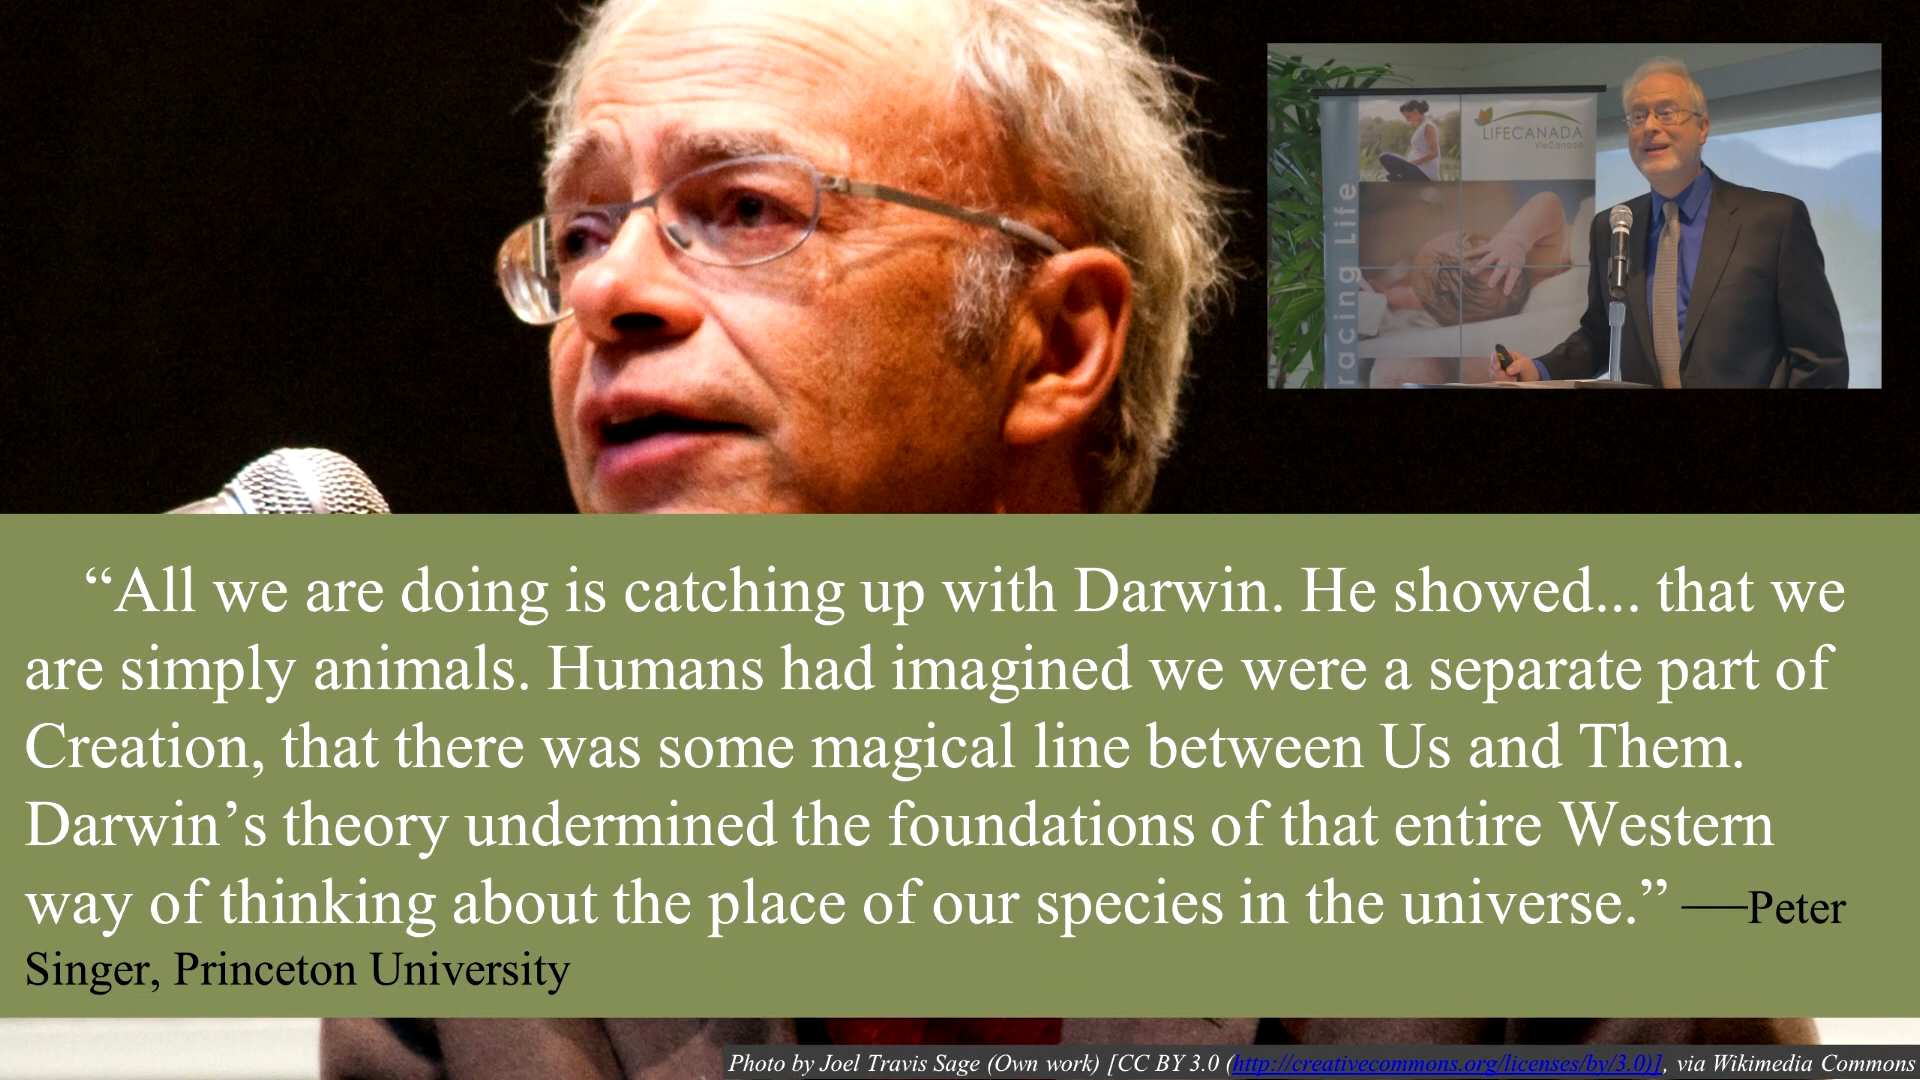 LIFECANADA
VieCanada
racing Life
“All we are doing is catching up with Darwin. He showed... that we
are simply animals. Humans had imagined we were a separate part of
Creation, that there was some magical line between Us and Them.
Darwin’s theory undermined the foundations of that entire Western
way of thinking about the place of our species in the universe.” —Peter
Singer, Princeton University
Photo by Joel Travis Sage (Own work) [CC BY 3.0 (http://creativecommons.org/licenses/by/3.0)], via Wikimedia Commons